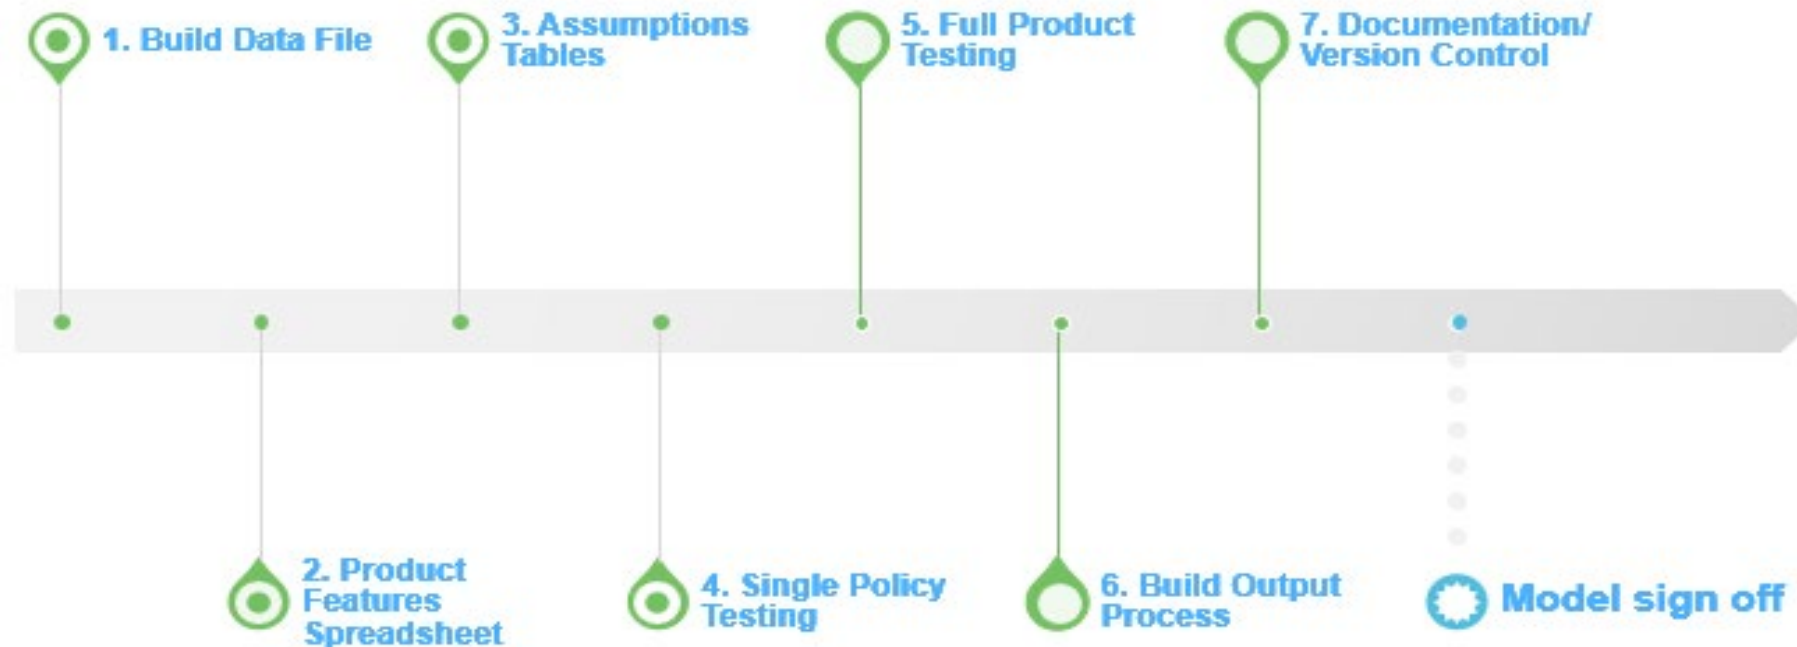 1. Build Data File
2. Product
Features
Spreadsheet
3. Assumptions
Tables
4. Single Policy
Testing
5. Full Product
Testing
6. Build Output
Process
7. Documentation/
Version Control
Model sign off